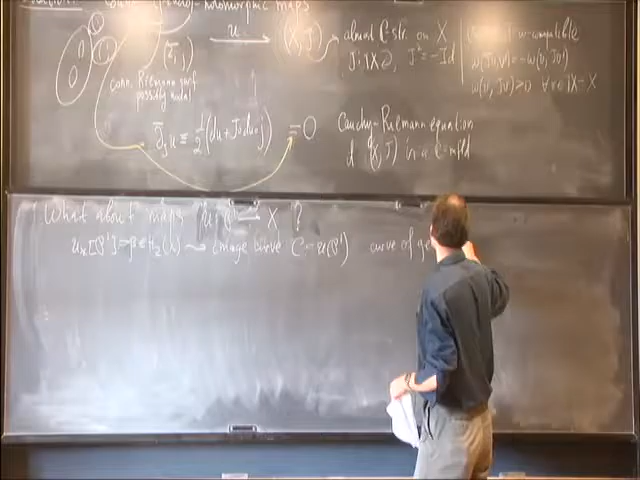 holomorphic maps
u
(X, J) almost C-str. on X
(Σ, j) J: TX↻, J² = -Id
w-compatible
w(Ju,v) = -w(u,Jv)
w(v, Jv) > 0 ∀ v∈TX-X
conn. Riemann surf
possibly nodal
∂̄_J u ≡ ½(du + J∘du∘j) = 0
Cauchy-Riemann equation
(X, J) is a C-mfld
What about maps u: P¹ → X ?
u_*[P¹] = β ∈ H₂(X) ⇝ image curve C = u(P¹) curve of ge